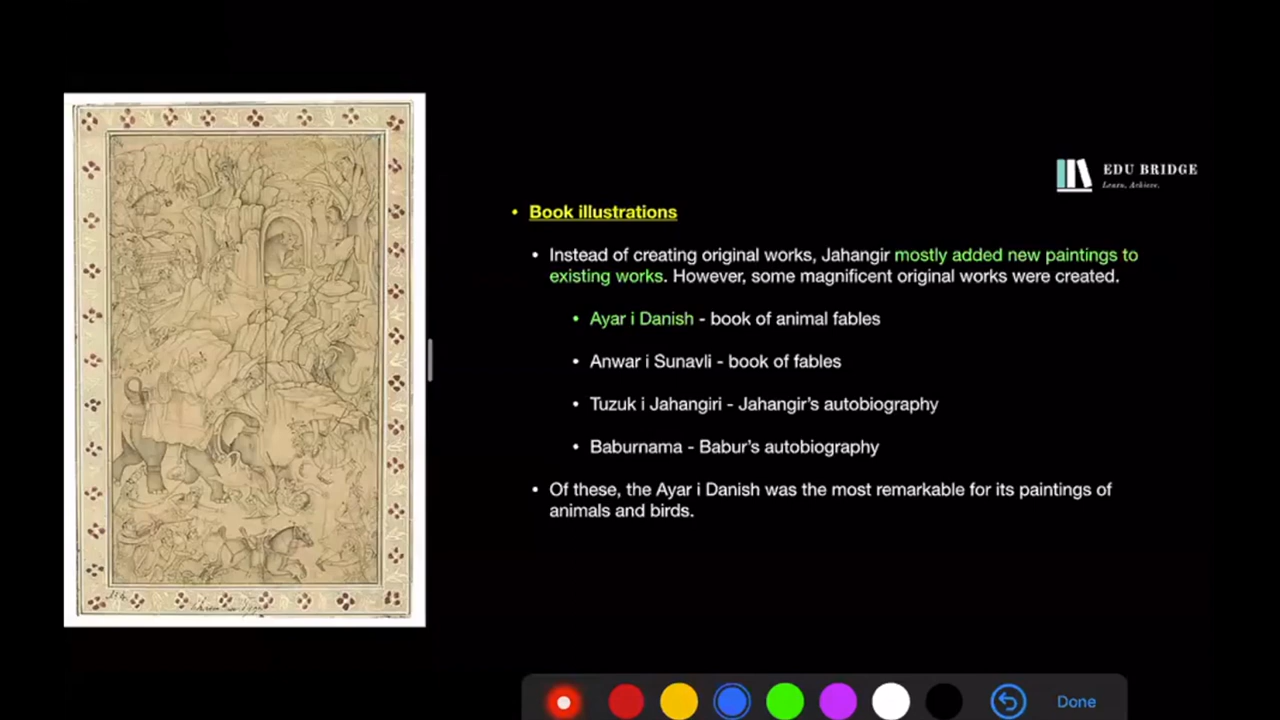 EDU BRIDGE
Learn. Achieve.
• Book illustrations
• Instead of creating original works, Jahangir mostly added new paintings to
existing works. However, some magnificent original works were created.
• Ayar i Danish - book of animal fables
• Anwar i Sunavli - book of fables
• Tuzuk i Jahangiri - Jahangir’s autobiography
• Baburnama - Babur’s autobiography
• Of these, the Ayar i Danish was the most remarkable for its paintings of
animals and birds.
Done